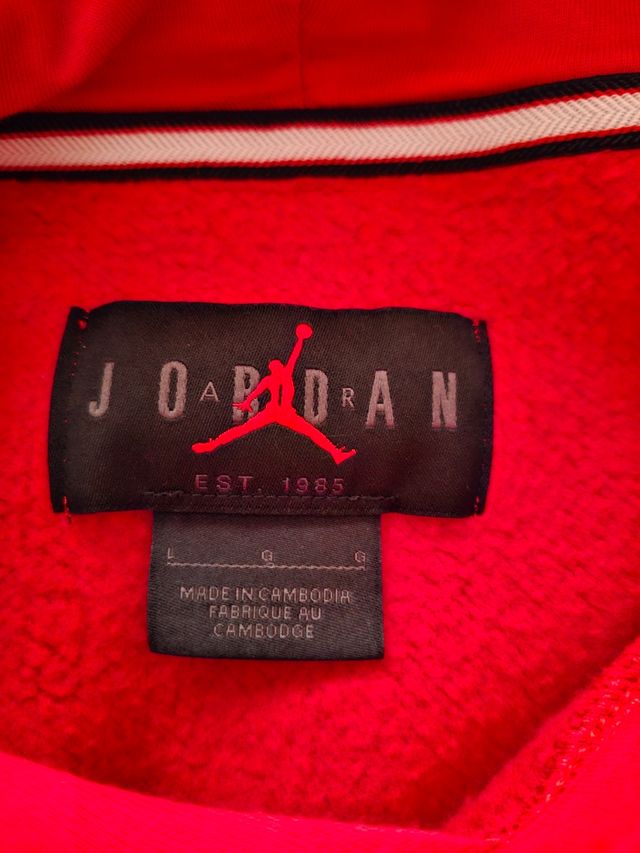 JORDAN
AIR
EST. 1985
L G G
MADE IN CAMBODIA
FABRIQUE AU
CAMBODGE